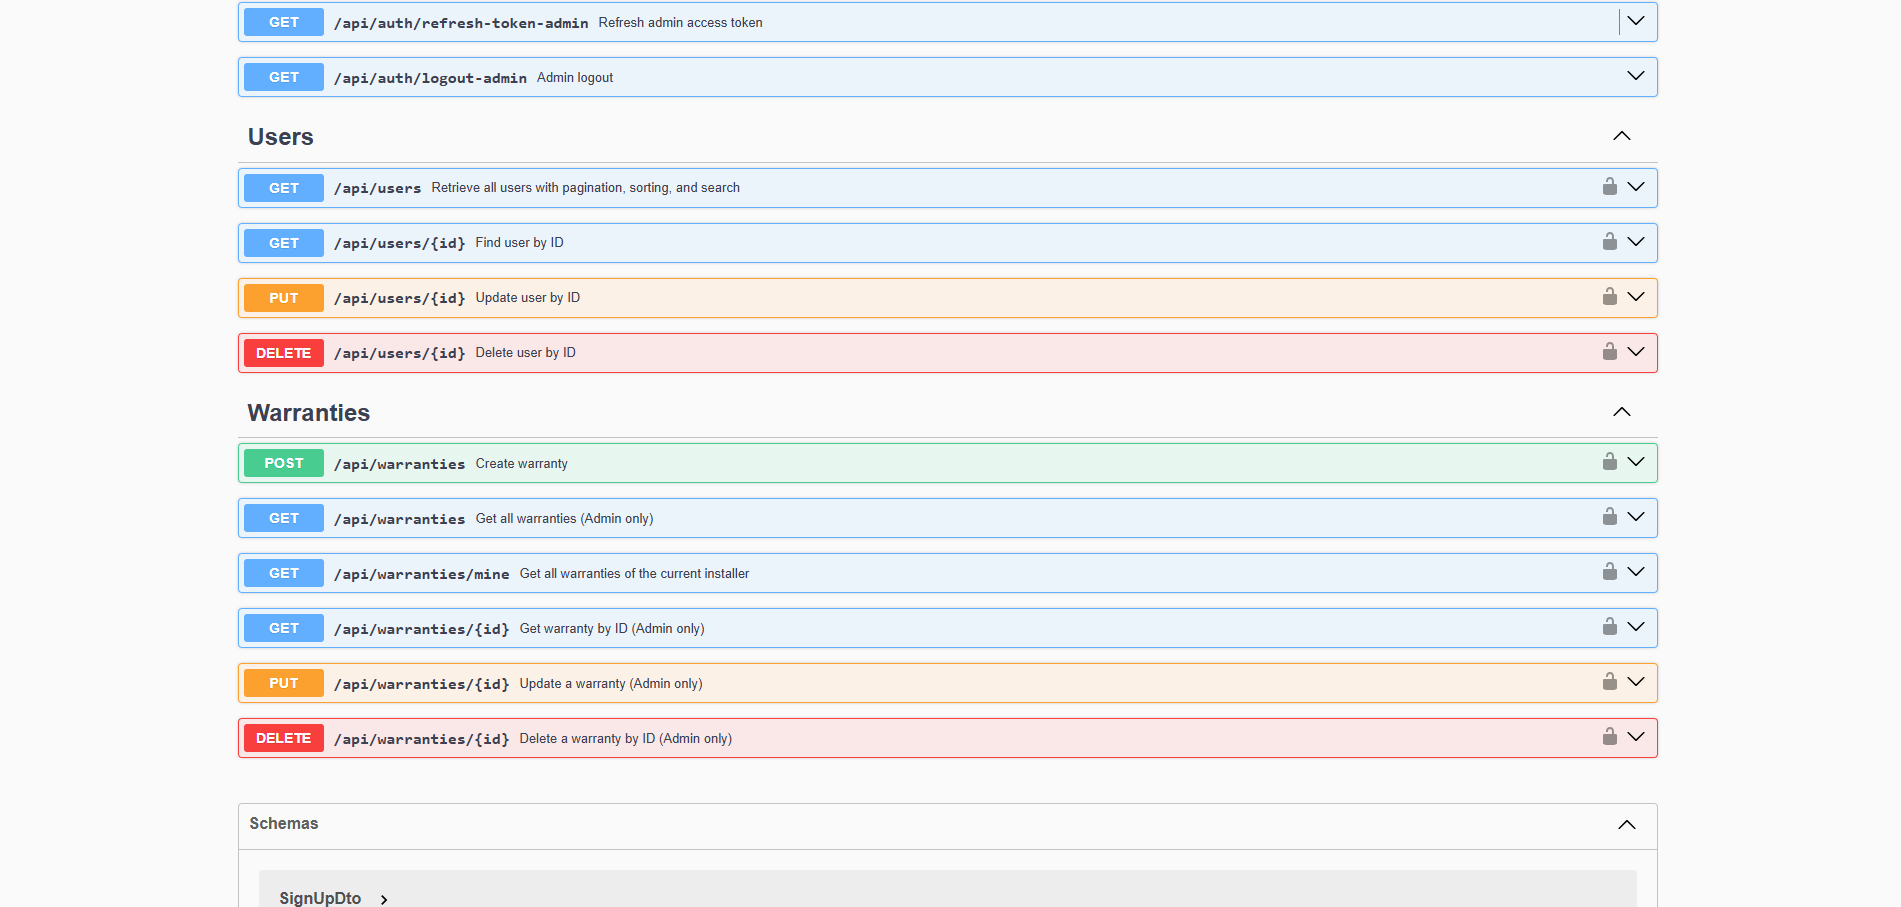 GET /api/auth/refresh-token-admin Refresh admin access token
GET /api/auth/logout-admin Admin logout
Users
GET /api/users Retrieve all users with pagination, sorting, and search
GET /api/users/{id} Find user by ID
PUT /api/users/{id} Update user by ID
DELETE /api/users/{id} Delete user by ID
Warranties
POST /api/warranties Create warranty
GET /api/warranties Get all warranties (Admin only)
GET /api/warranties/mine Get all warranties of the current installer
GET /api/warranties/{id} Get warranty by ID (Admin only)
PUT /api/warranties/{id} Update a warranty (Admin only)
DELETE /api/warranties/{id} Delete a warranty by ID (Admin only)
Schemas
SignUpDto